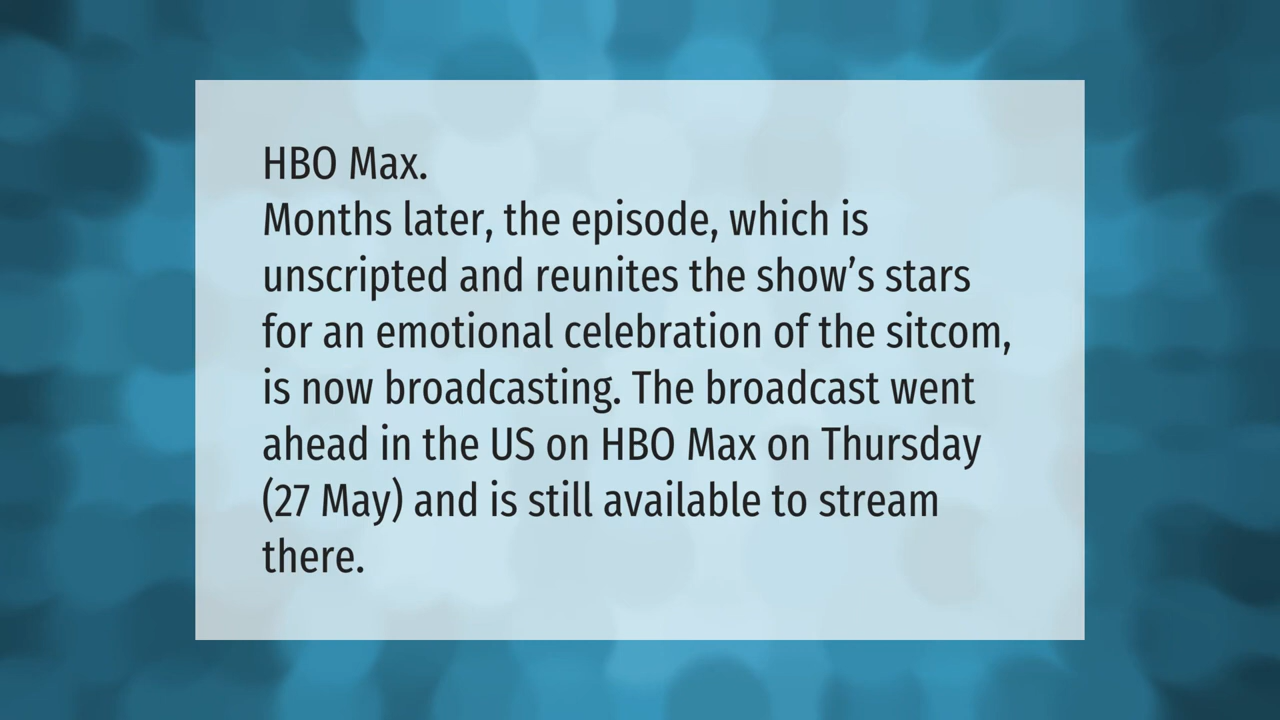 HBO Max.
Months later, the episode, which is
unscripted and reunites the show’s stars
for an emotional celebration of the sitcom,
is now broadcasting. The broadcast went
ahead in the US on HBO Max on Thursday
(27 May) and is still available to stream
there.